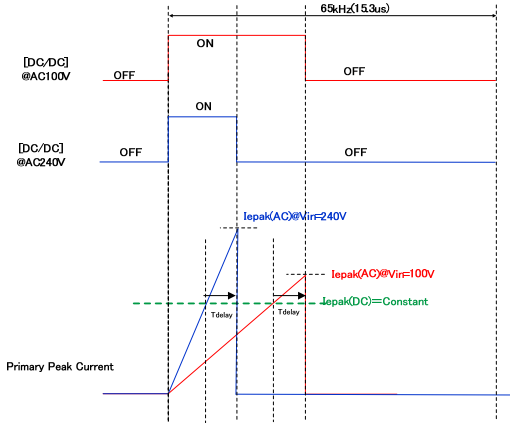 65kHz(15.3us)
[DC/DC]
@AC100V
OFF
ON
OFF
[DC/DC]
@AC240V
OFF
ON
OFF
Iepak(AC)@Vin=240V
Iepak(AC)@Vin=100V
Iepak(DC)=Constant
Tdelay
Tdelay
Primary Peak Current